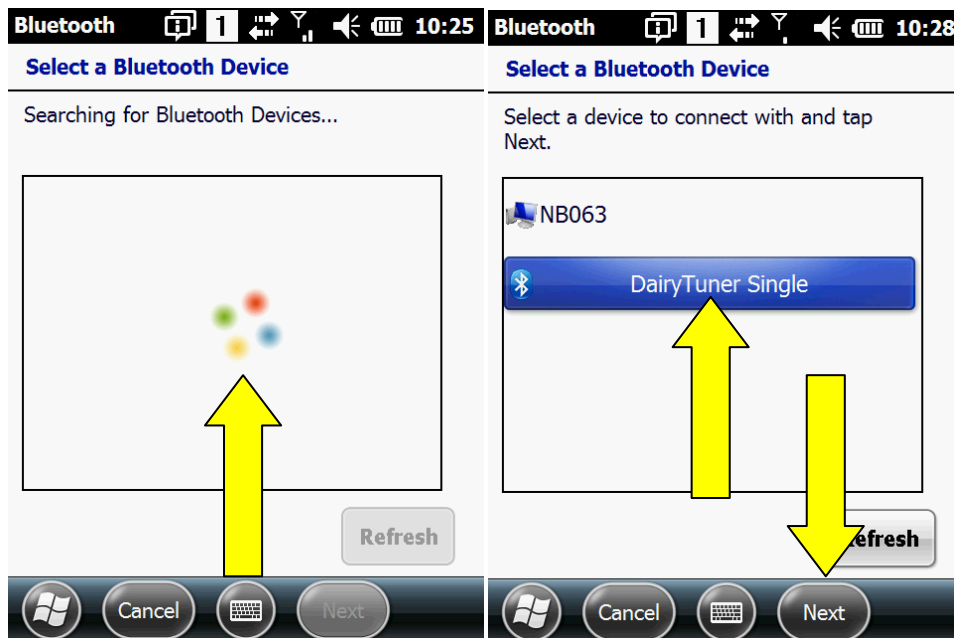 Bluetooth 1 10:25
Select a Bluetooth Device
Searching for Bluetooth Devices...
Refresh
Cancel Next
Bluetooth 1 10:28
Select a Bluetooth Device
Select a device to connect with and tap
Next.
NB063
DairyTuner Single
efresh
Cancel Next